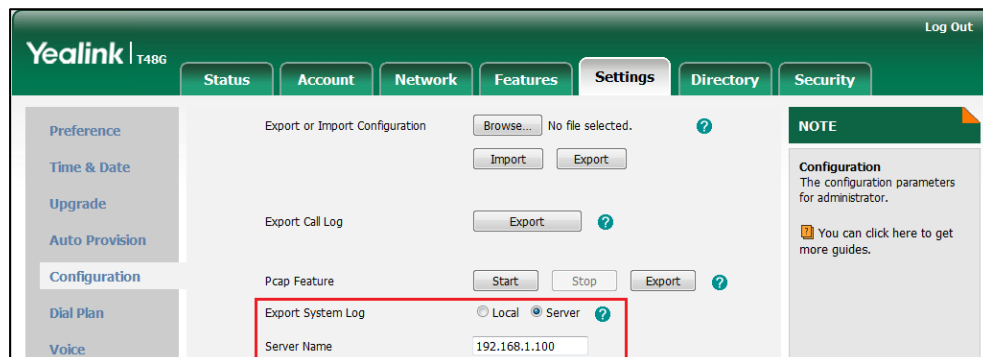 Log Out
Yealink T48G
Status Account Network Features Settings Directory Security
Preference
Time & Date
Upgrade
Auto Provision
Configuration
Dial Plan
Voice
Export or Import Configuration Browse... No file selected. ?
Import Export
Export Call Log Export ?
Pcap Feature Start Stop Export ?
Export System Log Local Server ?
Server Name 192.168.1.100
NOTE
Configuration
The configuration parameters
for administrator.
? You can click here to get
more guides.